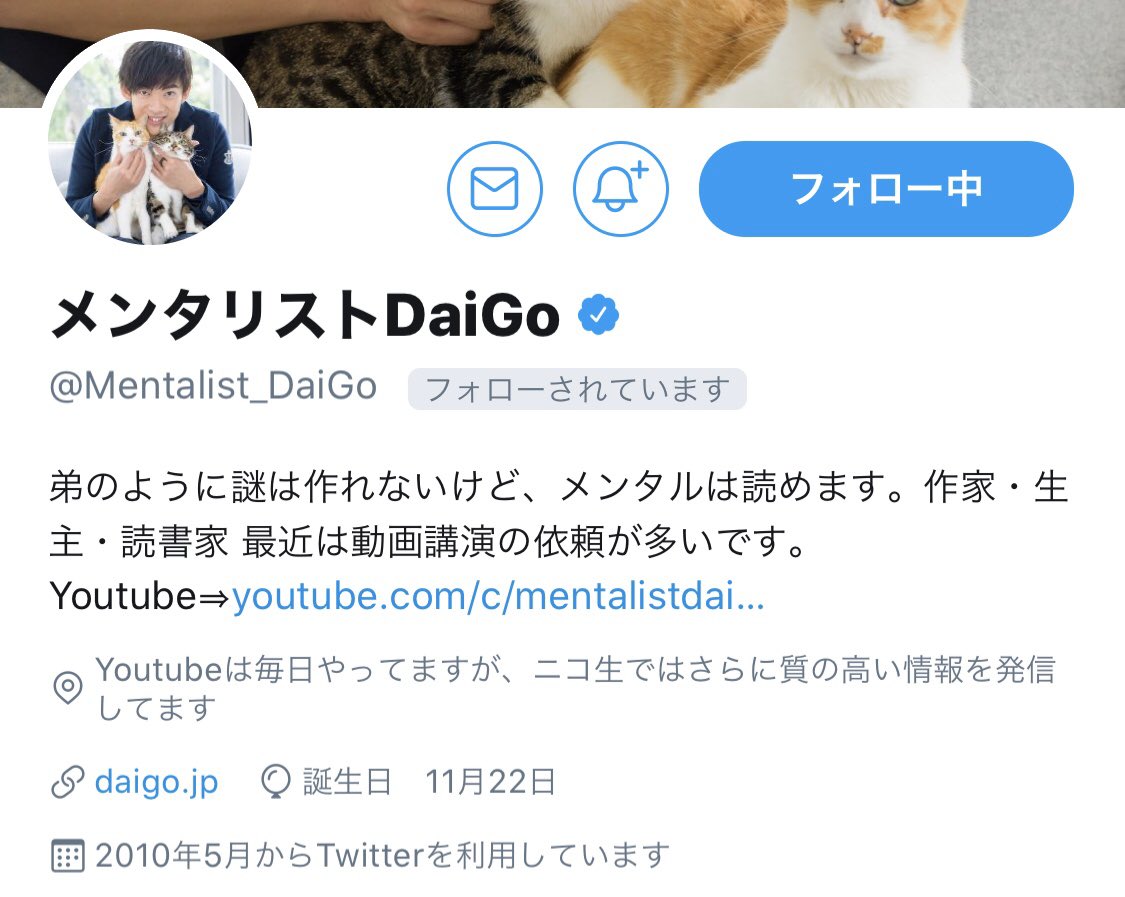 フォロー中
メンタリストDaiGo
@Mentalist_DaiGo フォローされています
弟のように謎は作れないけど、メンタルは読めます。作家・生
主・読書家 最近は動画講演の依頼が多いです。
Youtube⇒youtube.com/c/mentalistdai...
Youtubeは毎日やってますが、ニコ生ではさらに質の高い情報を発信
してます
daigo.jp 誕生日 11月22日
2010年5月からTwitterを利用しています